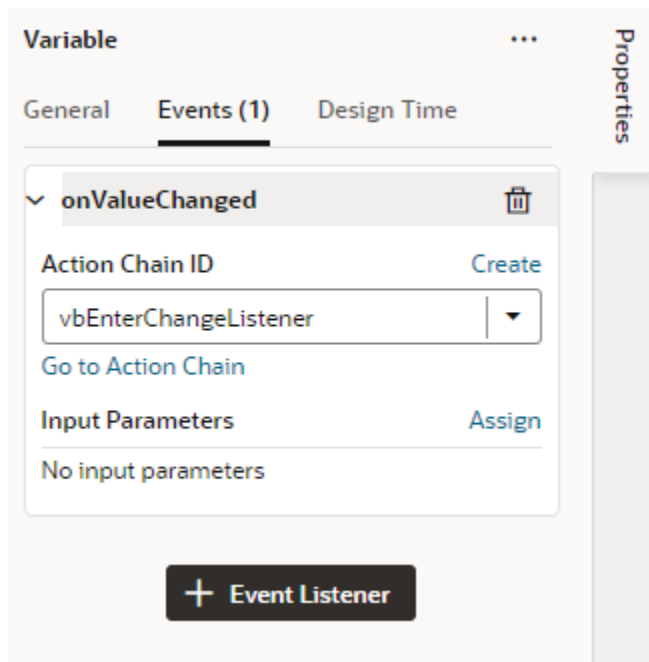 Variable
...
Properties
General Events (1) Design Time
onValueChanged
Action Chain ID Create
vbEnterChangeListener
Go to Action Chain
Input Parameters Assign
No input parameters
+ Event Listener